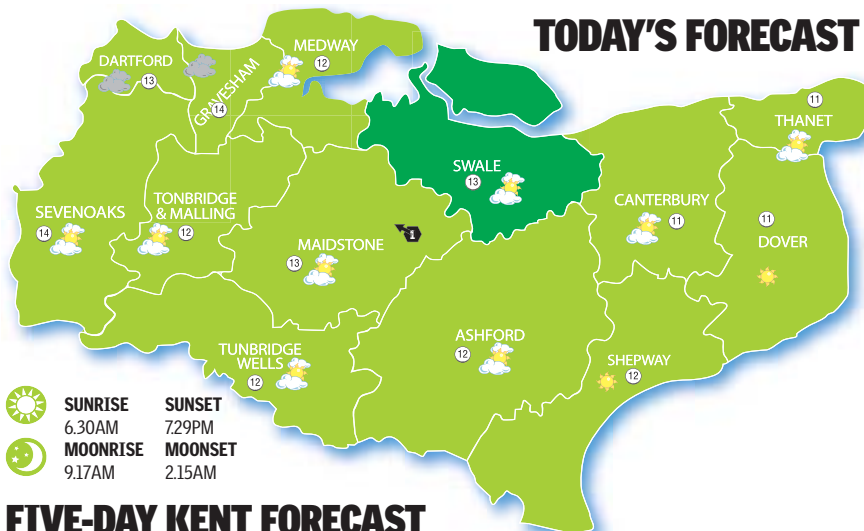 TODAY'S FORECAST
MEDWAY
12
DARTFORD
13
GRAVESHAM
14
11
THANET
SWALE
13
CANTERBURY
11
11
DOVER
SEVENOAKS
14
TONBRIDGE
& MALLING
12
MAIDSTONE
13
1
ASHFORD
12
TUNBRIDGE
WELLS
12
SHEPWAY
12
SUNRISE SUNSET
6.30AM 7.29PM
MOONRISE MOONSET
9.17AM 2.15AM
FIVE-DAY KENT FORECAST